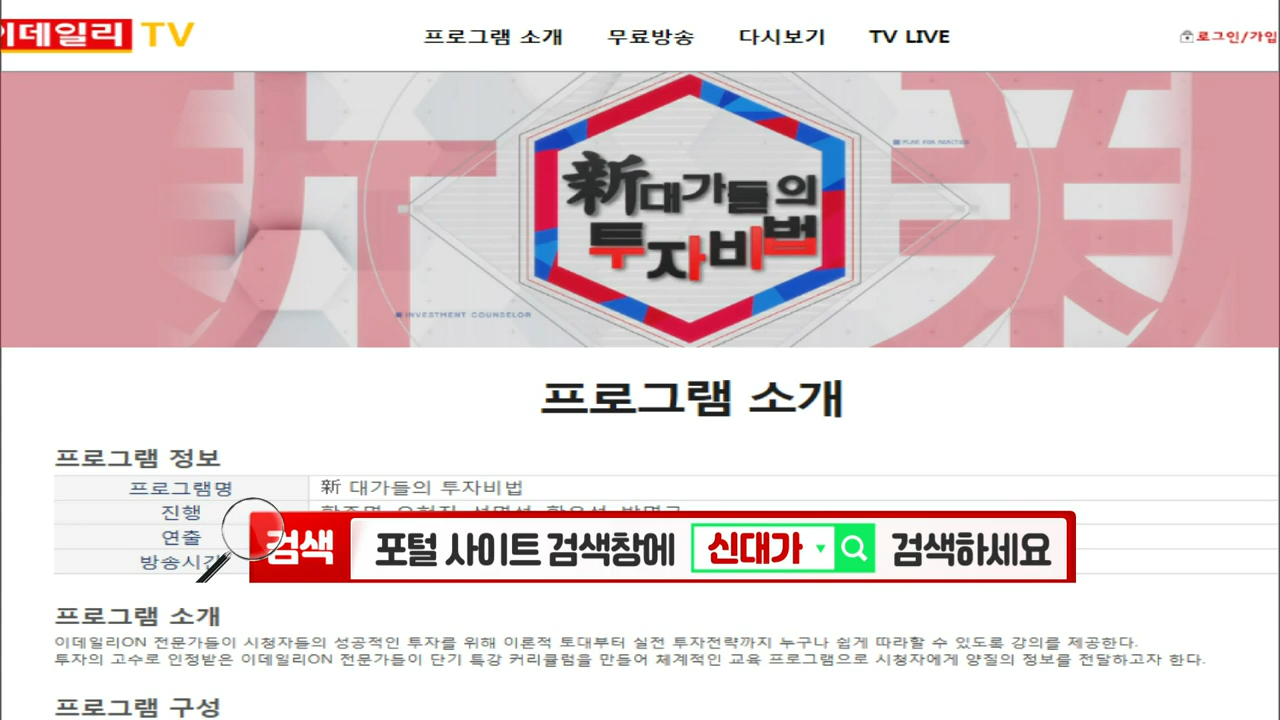 이데일리 TV
프로그램 소개 무료방송 다시보기 TV LIVE
로그인/가입
新대가들의
투자비법
INVESTMENT COUNSELOR
프로그램 소개
프로그램 정보
프로그램명 新 대가들의 투자비법
진행
연출
방송시간
검색 포털 사이트 검색창에 신대가 검색하세요
프로그램 소개
이데일리ON 전문가들이 시청자들의 성공적인 투자를 위해 이론적 토대부터 실전 투자전략까지 누구나 쉽게 따라할 수 있도록 강의를 제공한다.
투자의 고수로 인정받은 이데일리ON 전문가들이 단기 특강 커리큘럼을 만들어 체계적인 교육 프로그램으로 시청자에게 양질의 정보를 전달하고자 한다.
프로그램 구성